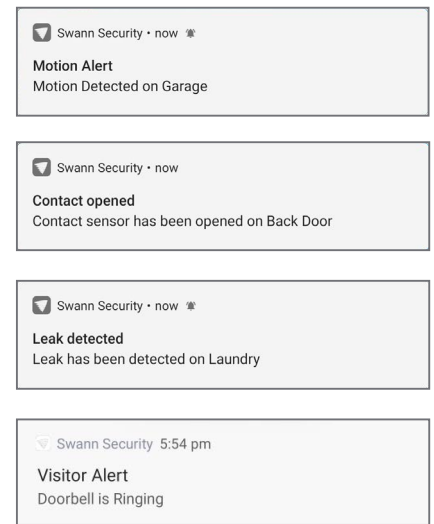 Swann Security • now
Motion Alert
Motion Detected on Garage
Swann Security • now
Contact opened
Contact sensor has been opened on Back Door
Swann Security • now
Leak detected
Leak has been detected on Laundry
Swann Security 5:54 pm
Visitor Alert
Doorbell is Ringing